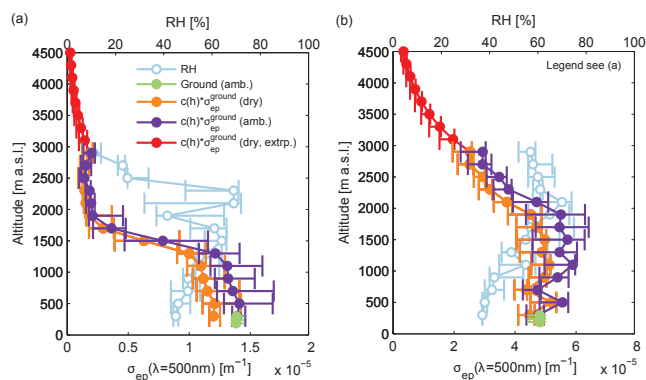 (a)
RH [%]
0 20 40 60 80 100
4500
4000
3500
3000
2500
2000
1500
1000
500
0
Altitude [m a.s.l.]
RH
Ground (amb.)
c(h)*σ_ep^ground (dry)
c(h)*σ_ep^ground (amb.)
c(h)*σ_ep^ground (dry, extrp.)
0 0.5 1 1.5 2
σ_ep(λ=500nm) [m⁻¹] x 10⁻⁵
(b)
RH [%]
0 20 40 60 80 100
Legend see (a)
4500
4000
3500
3000
2500
2000
1500
1000
500
0
Altitude [m a.s.l.]
0 2 4 6 8
σ_ep(λ=500nm) [m⁻¹] x 10⁻⁵